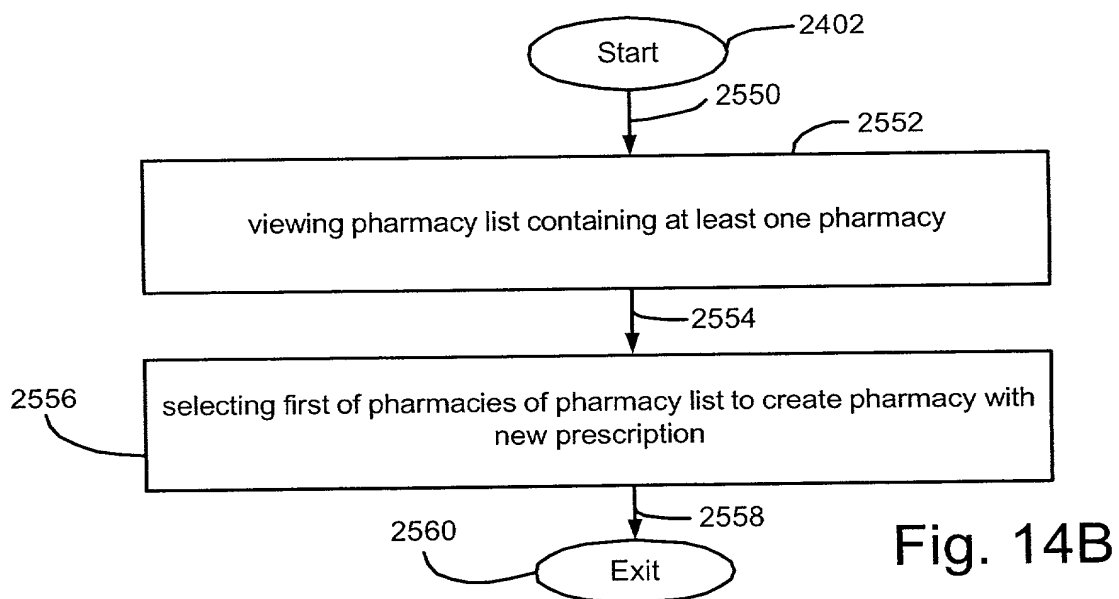 Start
2402
2550
2552
viewing pharmacy list containing at least one pharmacy
2554
2556
selecting first of pharmacies of pharmacy list to create pharmacy with
new prescription
2558
2560
Exit
Fig. 14B